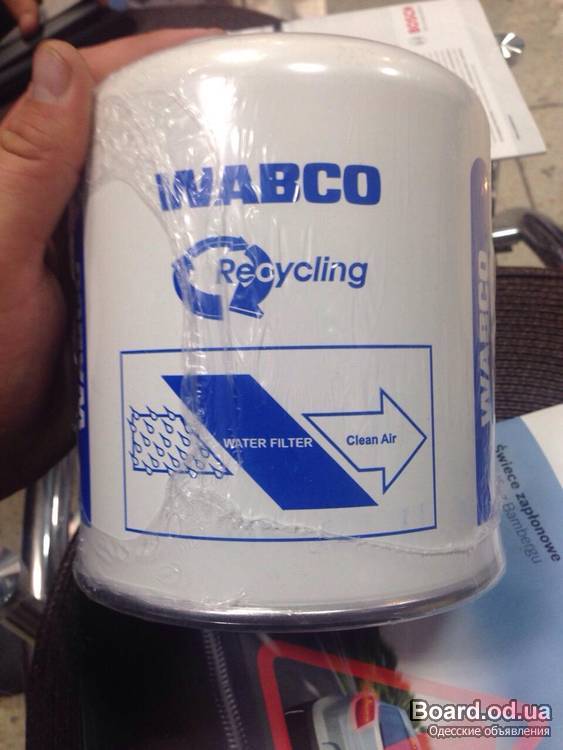 BOSCH
WABCO
Recycling
WABCO
WATER FILTER
Clean Air
Świece zapłonowe
z Bambergu
Board.od.ua
Одесские объявления